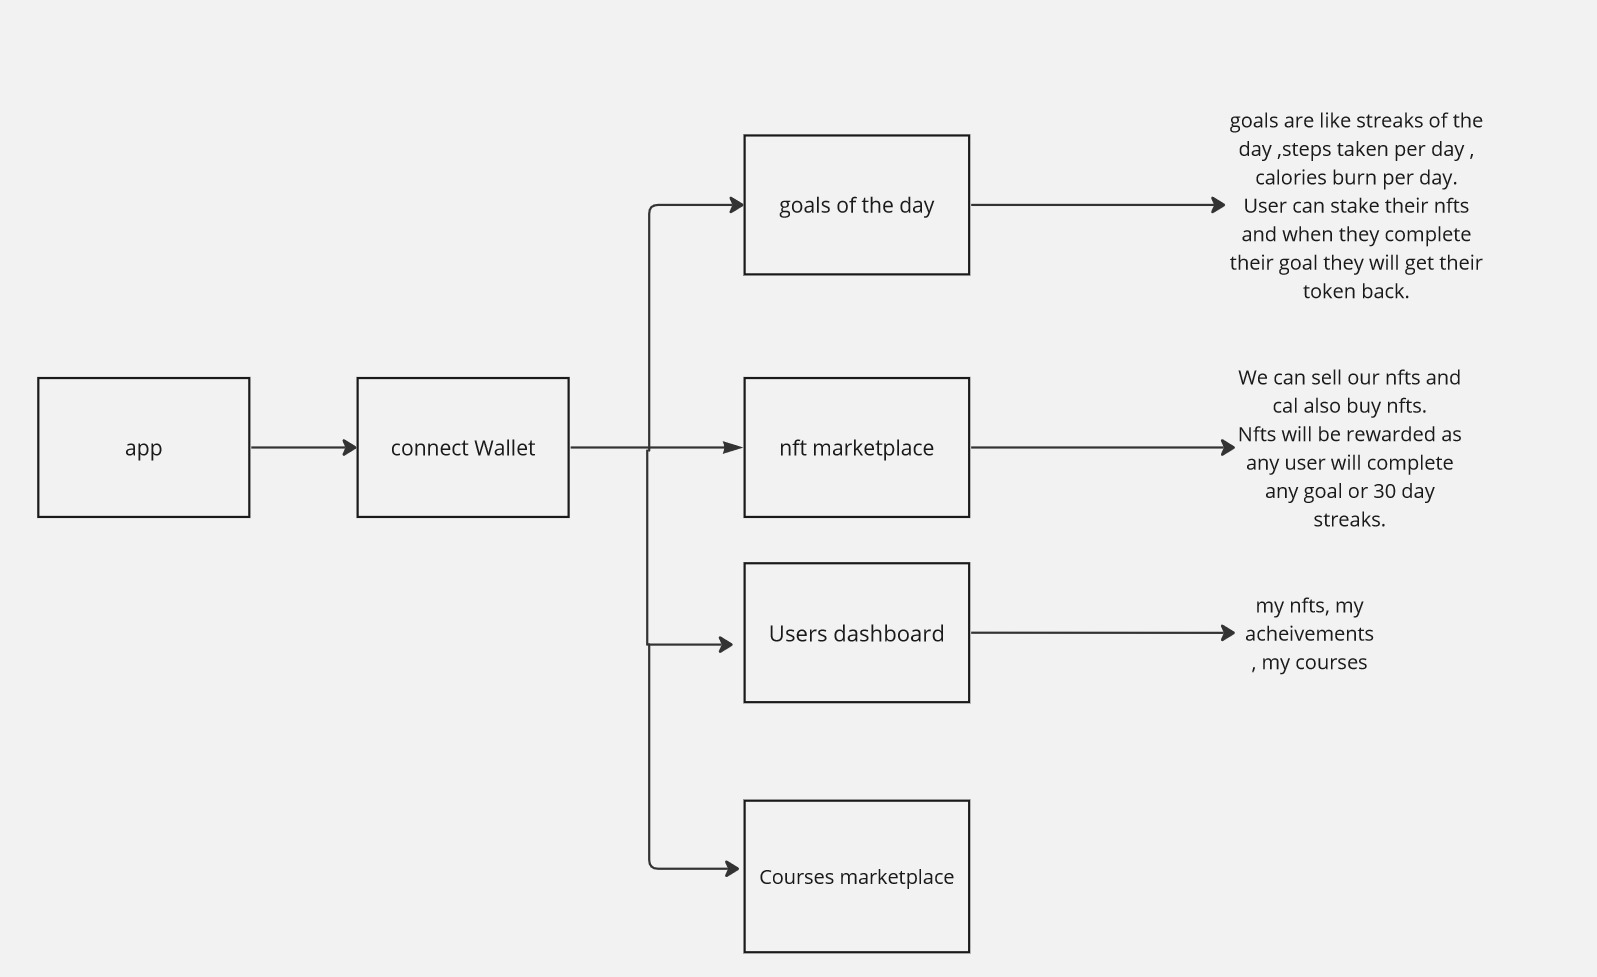 app
connect Wallet
goals of the day
goals are like streaks of the
day ,steps taken per day ,
calories burn per day.
User can stake their nfts
and when they complete
their goal they will get their
token back.
nft marketplace
We can sell our nfts and
cal also buy nfts.
Nfts will be rewarded as
any user will complete
any goal or 30 day
streaks.
Users dashboard
my nfts, my
acheivements
, my courses
Courses marketplace